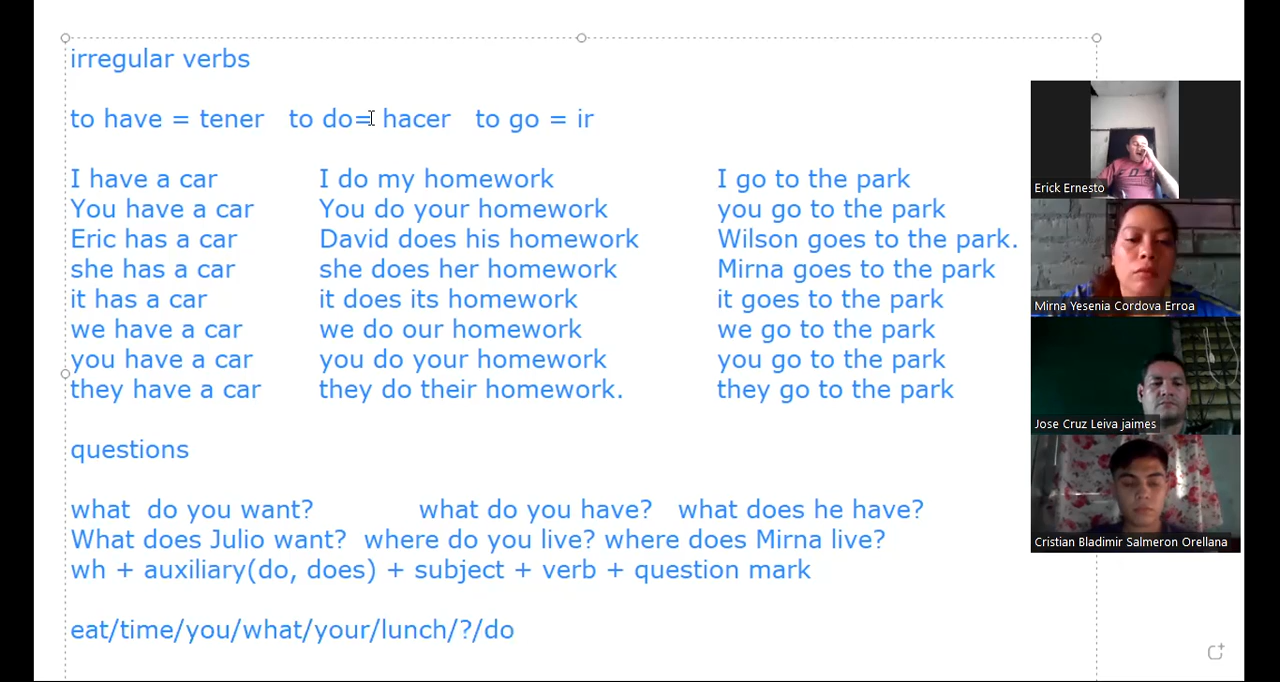 irregular verbs
to have = tener to do= hacer to go = ir
I have a car I do my homework I go to the park
You have a car You do your homework you go to the park
Eric has a car David does his homework Wilson goes to the park.
she has a car she does her homework Mirna goes to the park
it has a car it does its homework it goes to the park
we have a car we do our homework we go to the park
you have a car you do your homework you go to the park
they have a car they do their homework. they go to the park
questions
what do you want? what do you have? what does he have?
What does Julio want? where do you live? where does Mirna live?
wh + auxiliary(do, does) + subject + verb + question mark
eat/time/you/what/your/lunch/?/do
Erick Ernesto
Mirna Yesenia Cordova Erroa
Jose Cruz Leiva jaimes
Cristian Bladimir Salmeron Orellana